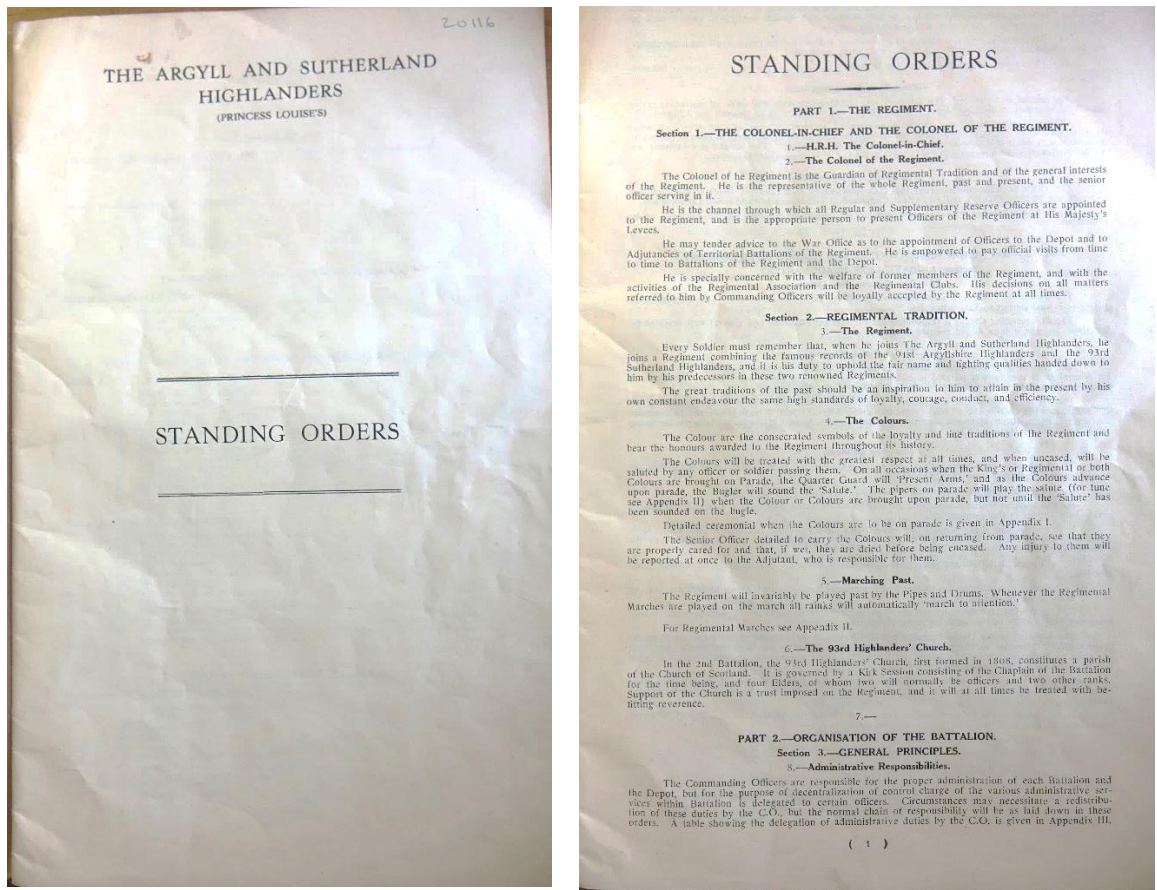 20116
THE ARGYLL AND SUTHERLAND
HIGHLANDERS
(PRINCESS LOUISE'S)
STANDING ORDERS
STANDING ORDERS
PART 1.—THE REGIMENT.
Section 1.—THE COLONEL-IN-CHIEF AND THE COLONEL OF THE REGIMENT.
1.—H.R.H. The Colonel-in-Chief.
2.—The Colonel of the Regiment.
The Colonel of he Regiment is the Guardian of Regimental Tradition and of the general interests
of the Regiment. He is the representative of the whole Regiment, past and present, and the senior
officer serving in it.
He is the channel through which all Regular and Supplementary Reserve Officers are appointed
to the Regiment, and is the appropriate person to present Officers of the Regiment at His Majesty's
Levees.
He may tender advice to the War Office as to the appointment of Officers to the Depot and to
Adjutancies of Territorial Battalions of the Regiment. He is empowered to pay official visits from time
to time to Battalions of the Regiment and the Depot.
He is specially concerned with the welfare of former members of the Regiment, and with the
activities of the Regimental Association and the Regimental Clubs. His decisions on all matters
referred to him by Commanding Officers will be loyally accepted by the Regiment at all times.
Section 2.—REGIMENTAL TRADITION.
3.—The Regiment.
Every Soldier must remember that, when he joins The Argyll and Sutherland Highlanders, he
joins a Regiment combining the famous records of the 91st Argyllshire Highlanders and the 93rd
Sutherland Highlanders, and it is his duty to uphold the fair name and fighting qualities handed down to
him by his predecessors in these two renowned Regiments.
The great traditions of the past should be an inspiration to him to attain in the present by his
own constant endeavour the same high standards of loyalty, courage, conduct, and efficiency.
4.—The Colours.
The Colour are the consecrated symbols of the loyalty and fine traditions of the Regiment and
bear the honours awarded to the Regiment throughout its history.
The Colours will be treated with the greatest respect at all times, and when uncased, will be
saluted by any officer or soldier passing them. On all occasions when the King's or Regimental or both
Colours are brought on Parade, the Quarter Guard will 'Present Arms,' and as the Colours advance
upon parade, the Bugler will sound the 'Salute.' The pipers on parade will play the salute (for tune
see Appendix II) when the Colour or Colours are brought upon parade, but not until the 'Salute' has
been sounded on the bugle.
Detailed ceremonial when the Colours are to be on parade is given in Appendix I.
The Senior Officer detailed to carry the Colours will, on returning from parade, see that they
are properly cared for and that, if wet, they are dried before being encased. Any injury to them will
be reported at once to the Adjutant, who is responsible for them.
5.—Marching Past.
The Regiment will invariably be played past by the Pipes and Drums. Whenever the Regimental
Marches are played on the march all rainks will automatically 'march to attention.'
For Regimental Marches see Appendix II.
6.—The 93rd Highlanders' Church.
In the 2nd Battalion, the 93rd Highlanders' Church, first formed in 1808, constitutes a parish
of the Church of Scotland. It is governed by a Kirk Session consisting of the Chaplain of the Battalion
for the time being, and four Elders, of whom two will normally be officers and two other ranks.
Support of the Church is a trust imposed on the Regiment, and it will at all times be treated with be-
fitting reverence.
7.—
PART 2.—ORGANISATION OF THE BATTALION.
Section 3.—GENERAL PRINCIPLES.
8.—Administrative Responsibilities.
The Commanding Officers are responsible for the proper administration of each Battalion and
the Depot, but for the purpose of decentralization of control charge of the various administrative ser-
vices within Battalion is delegated to certain officers. Circumstances may necessitate a redistribu-
tion of these duties by the C.O., but the normal chain of responsibility will be as laid down in these
orders. A table showing the delegation of administrative duties by the C.O. is given in Appendix III.
( 1 )